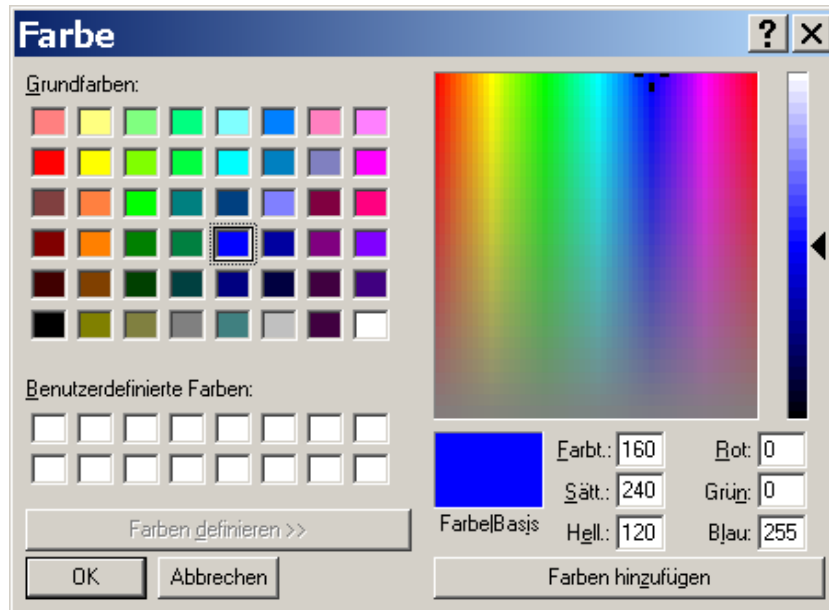 Farbe
Grundfarben:
Benutzerdefinierte Farben:
Farben definieren >>
OK
Abbrechen
Farbe|Basis
Farbt.: 160
Sätt.: 240
Hell.: 120
Rot: 0
Grün: 0
Blau: 255
Farben hinzufügen